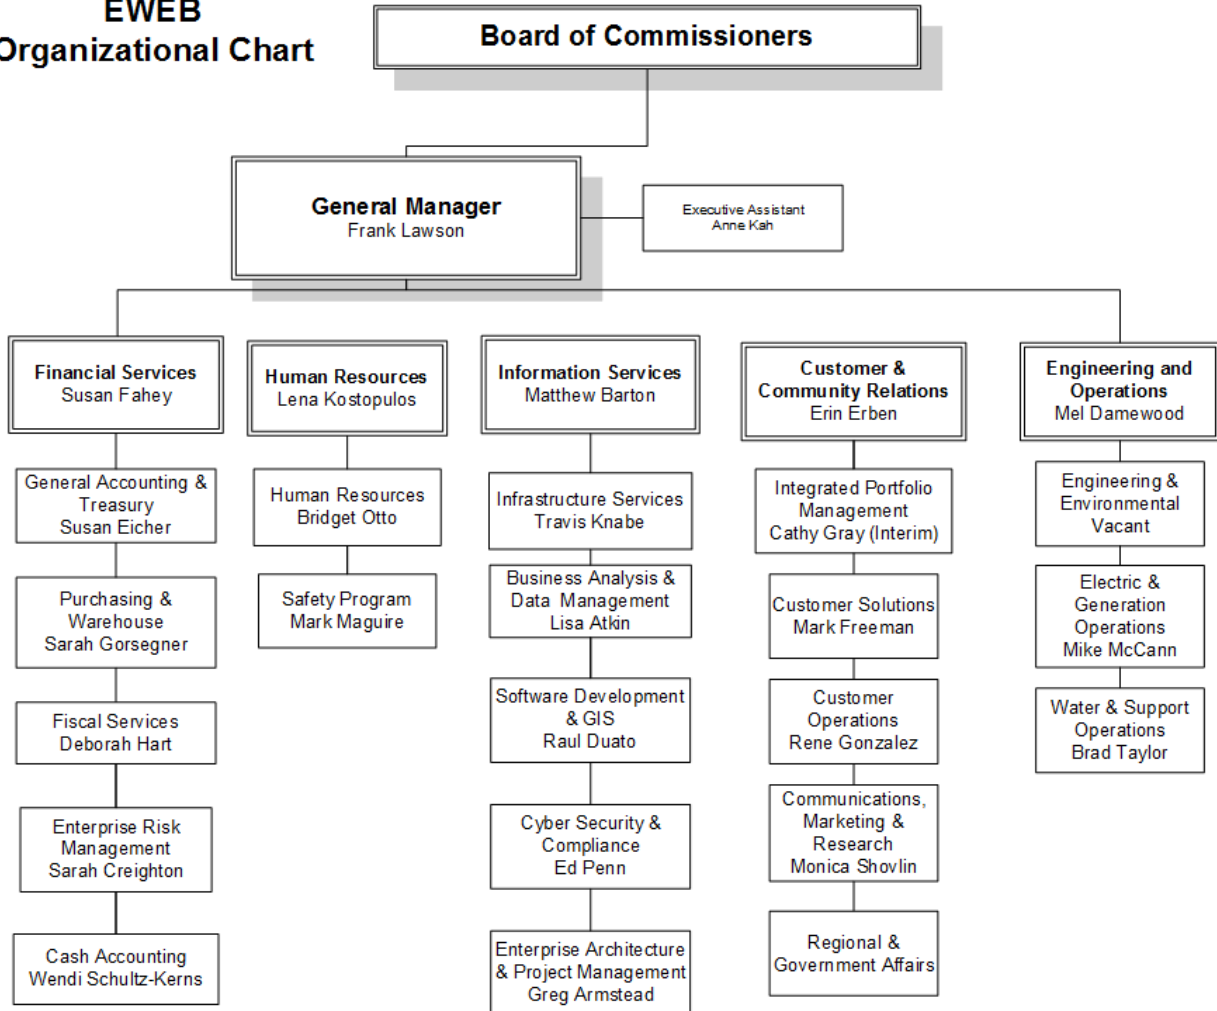 EWEB
Organizational Chart
Board of Commissioners
General Manager
Frank Lawson
Executive Assistant
Anne Kah
Financial Services
Susan Fahey
General Accounting &
Treasury
Susan Eicher
Purchasing &
Warehouse
Sarah Gorsegner
Fiscal Services
Deborah Hart
Enterprise Risk
Management
Sarah Creighton
Cash Accounting
Wendi Schultz-Kerns
Human Resources
Lena Kostopulos
Human Resources
Bridget Otto
Safety Program
Mark Maguire
Information Services
Matthew Barton
Infrastructure Services
Travis Knabe
Business Analysis &
Data Management
Lisa Atkin
Software Development
& GIS
Raul Duato
Cyber Security &
Compliance
Ed Penn
Enterprise Architecture
& Project Management
Greg Armstead
Customer &
Community Relations
Erin Erben
Integrated Portfolio
Management
Cathy Gray (Interim)
Customer Solutions
Mark Freeman
Customer
Operations
Rene Gonzalez
Communications,
Marketing &
Research
Monica Shovlin
Regional &
Government Affairs
Engineering and
Operations
Mel Damewood
Engineering &
Environmental
Vacant
Electric &
Generation
Operations
Mike McCann
Water & Support
Operations
Brad Taylor